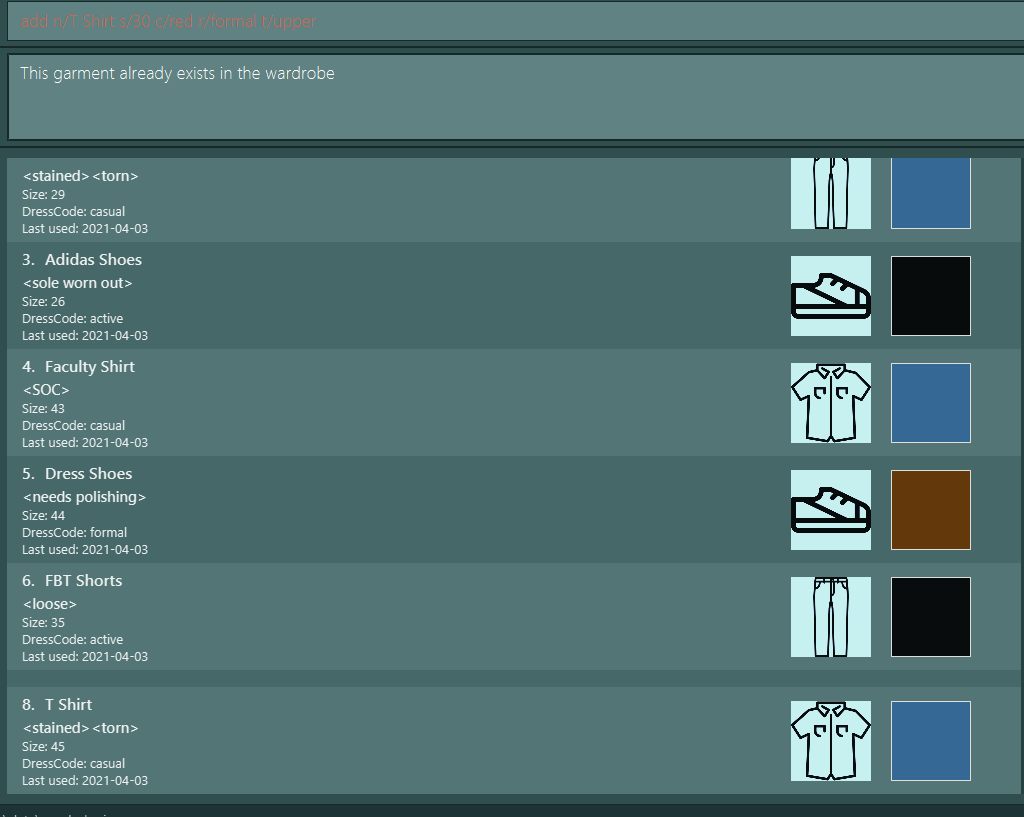 add n/T Shirt s/30 c/red r/formal t/upper
This garment already exists in the wardrobe
<stained> <torn>
Size: 29
DressCode: casual
Last used: 2021-04-03
3. Adidas Shoes
<sole worn out>
Size: 26
DressCode: active
Last used: 2021-04-03
4. Faculty Shirt
<SOC>
Size: 43
DressCode: casual
Last used: 2021-04-03
5. Dress Shoes
<needs polishing>
Size: 44
DressCode: formal
Last used: 2021-04-03
6. FBT Shorts
<loose>
Size: 35
DressCode: active
Last used: 2021-04-03
8. T Shirt
<stained> <torn>
Size: 45
DressCode: casual
Last used: 2021-04-03